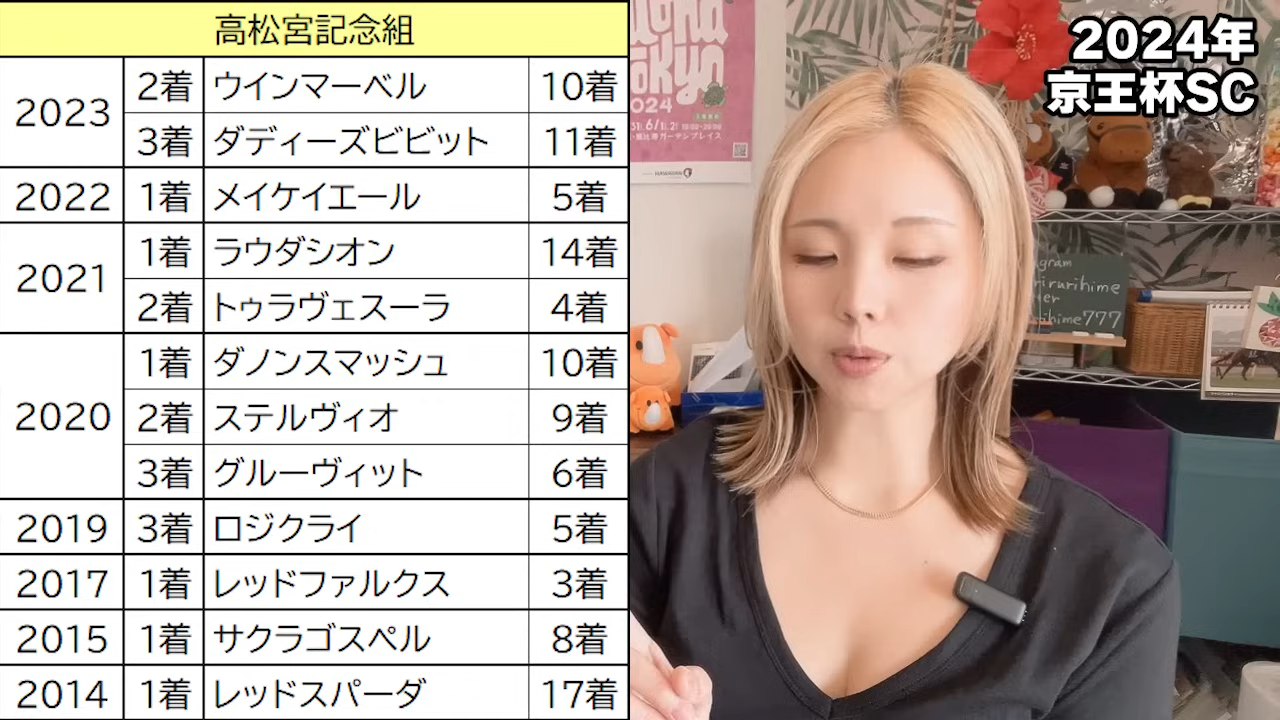 高松宮記念組
2023 2着 ウインマーベル 10着
3着 ダディーズビビット 11着
2022 1着 メイケイエール 5着
2021 1着 ラウダシオン 14着
2着 トゥラヴェスーラ 4着
2020 1着 ダノンスマッシュ 10着
2着 ステルヴィオ 9着
3着 グルーヴィット 6着
2019 3着 ロジクライ 5着
2017 1着 レッドファルクス 3着
2015 1着 サクラゴスペル 8着
2014 1着 レッドスパーダ 17着
2024年
京王杯SC
Tokyo
2024
gram
rirurihime
ter
rihime777